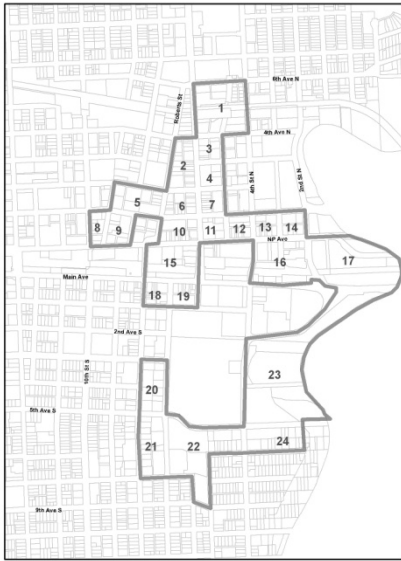 6th Ave N
1
Roberts St
4th Ave N
3
2
4th St N
2nd St N
4
5
6
7
8
9
10
11
12
13
14
NP Ave
15
16
17
Main Ave
18
19
2nd Ave S
10th St S
23
20
5th Ave S
21
22
24
9th Ave S